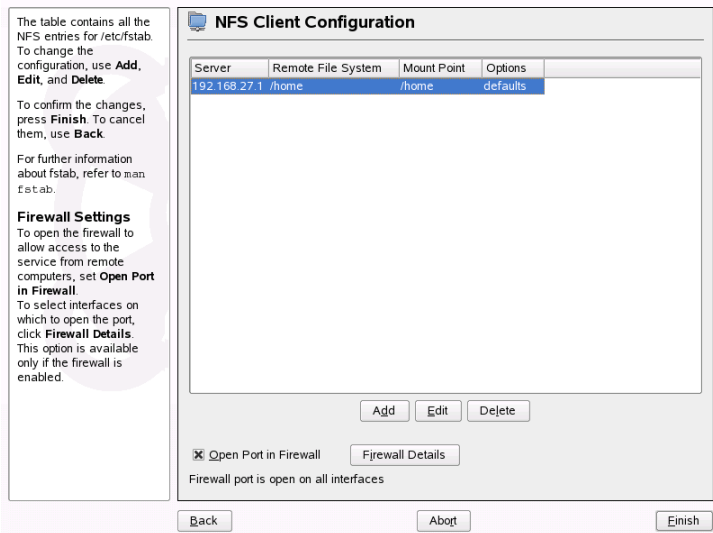 The table contains all the
NFS entries for /etc/fstab.
To change the
configuration, use Add,
Edit, and Delete.
To confirm the changes,
press Finish. To cancel
them, use Back.
For further information
about fstab, refer to man
fstab.
Firewall Settings
To open the firewall to
allow access to the
service from remote
computers, set Open Port
in Firewall.
To select interfaces on
which to open the port,
click Firewall Details.
This option is available
only if the firewall is
enabled.
NFS Client Configuration
Server Remote File System Mount Point Options
192.168.27.1 /home /home defaults
Add Edit Delete
Open Port in Firewall Firewall Details
Firewall port is open on all interfaces
Back Abort Finish